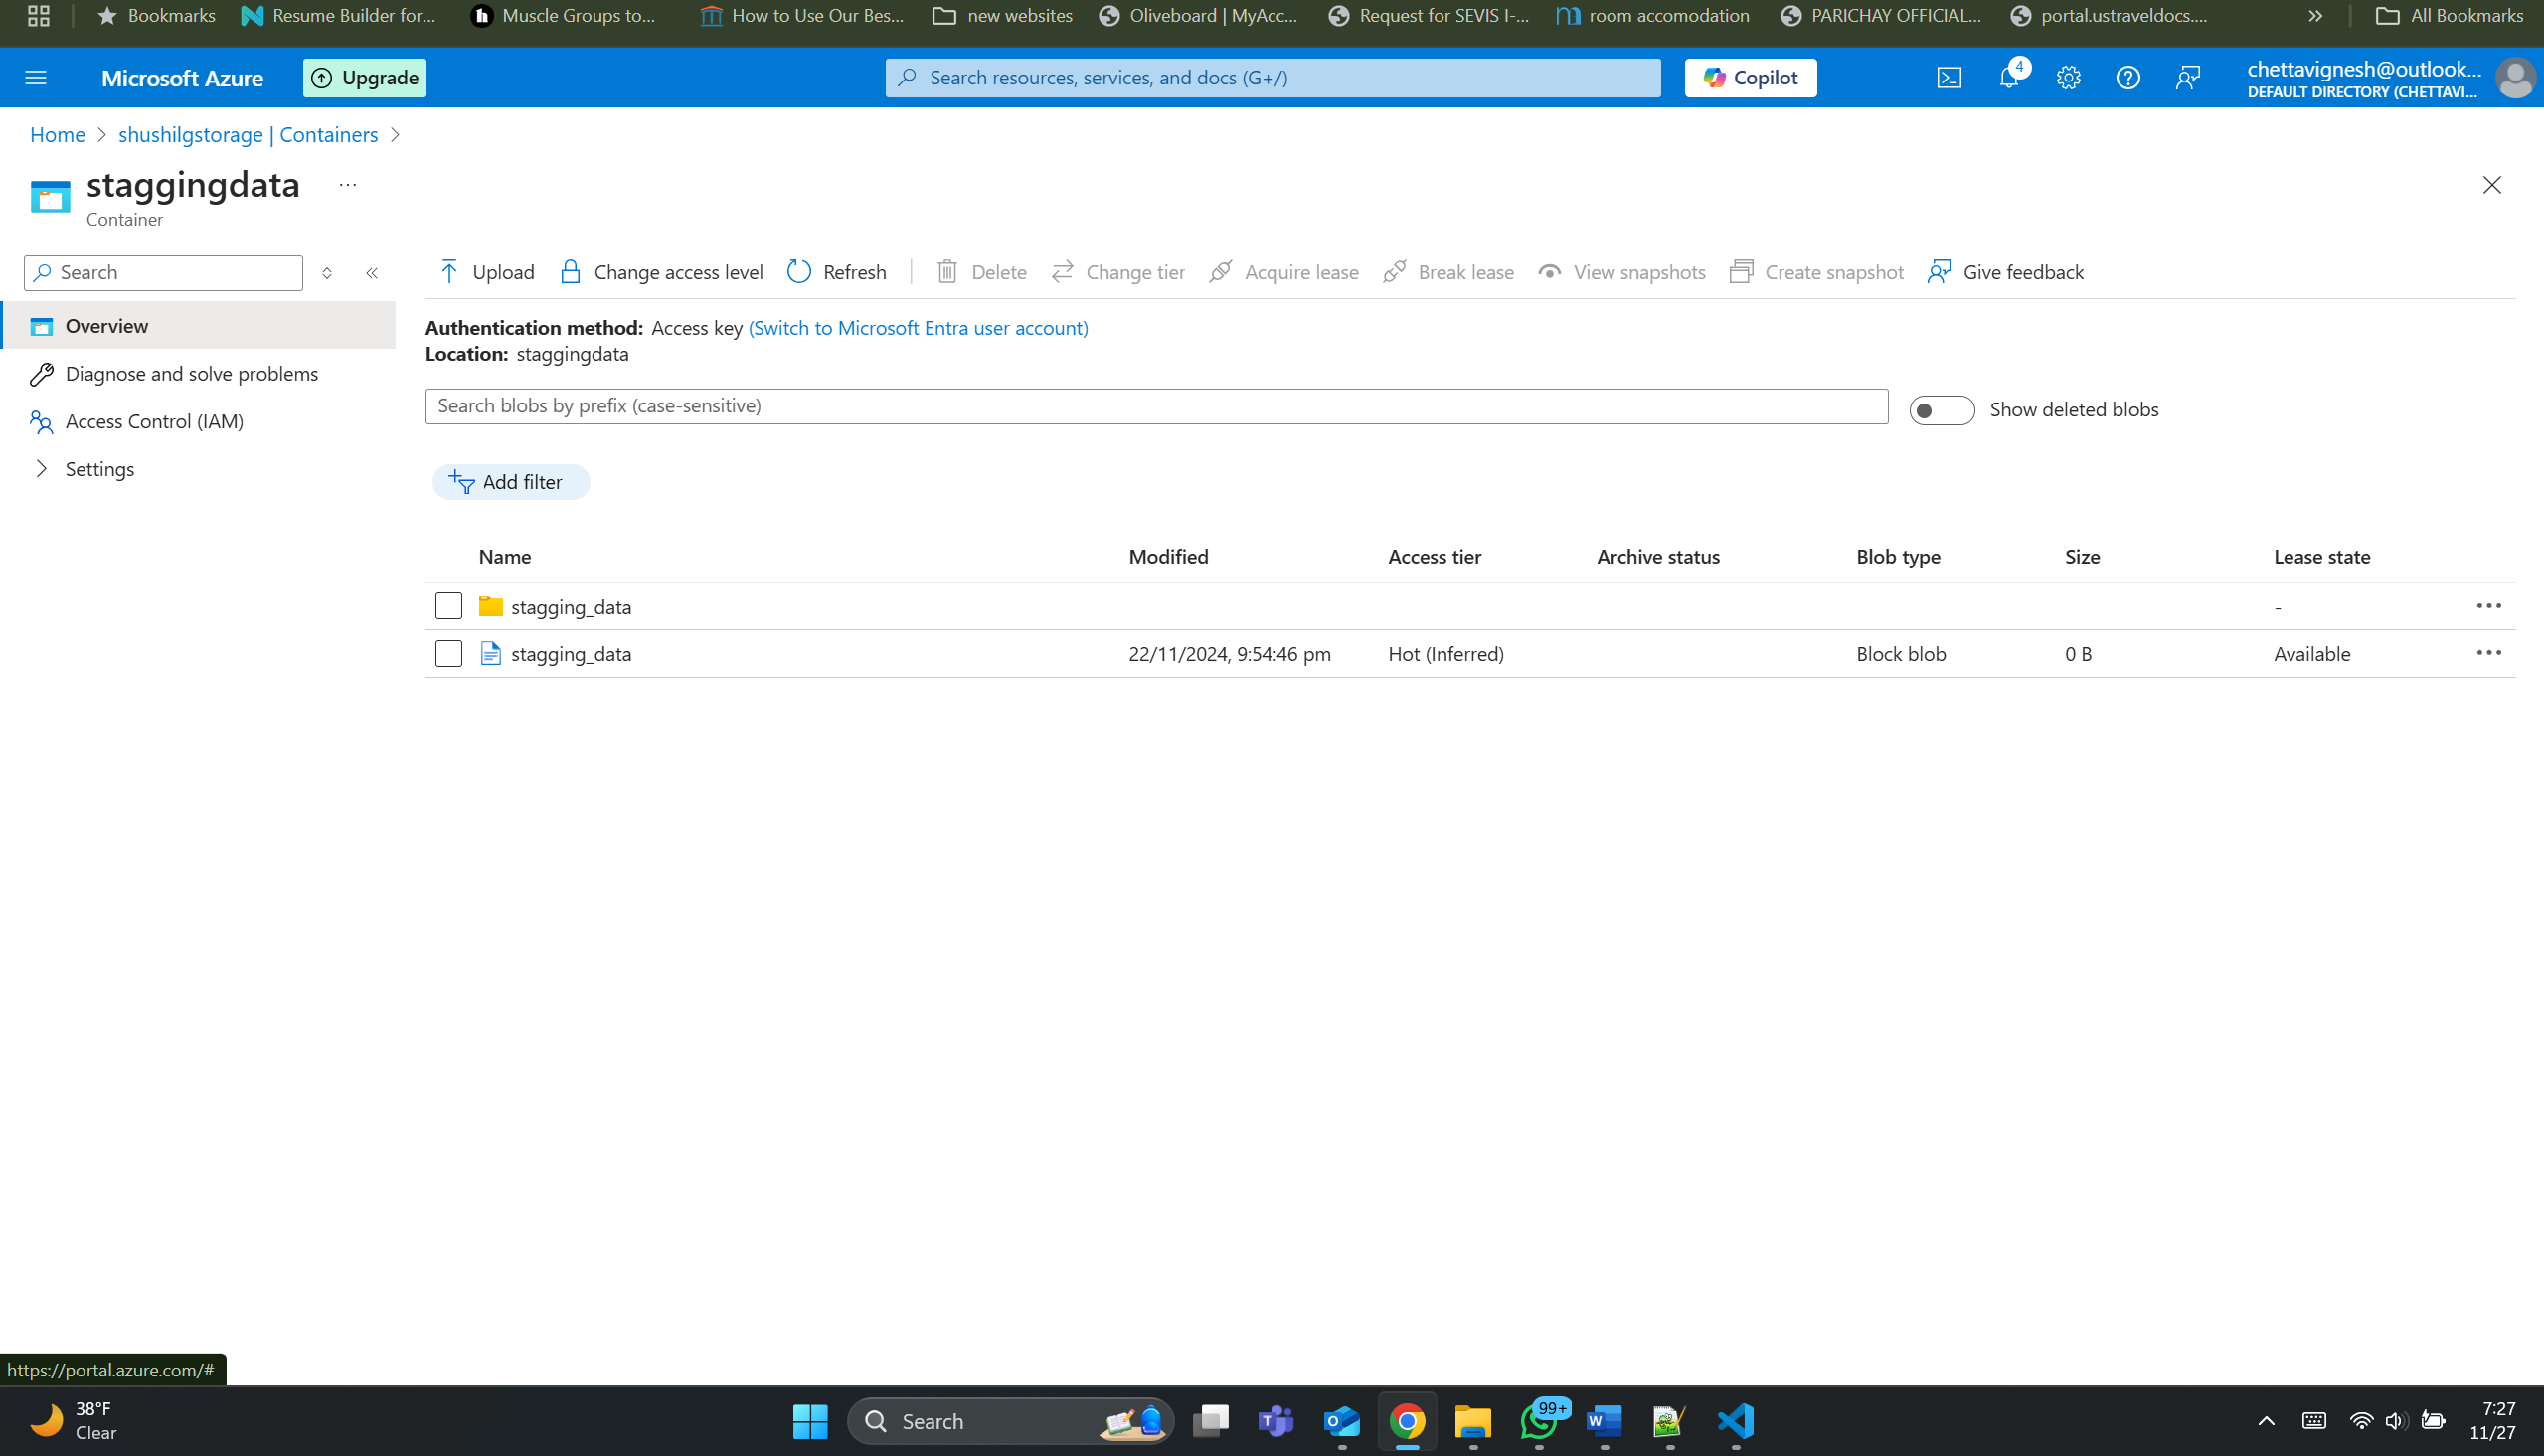 Bookmarks Resume Builder for... Muscle Groups to... How to Use Our Bes... new websites Oliveboard | MyAcc... Request for SEVIS I-... room accomodation PARICHAY OFFICIAL... portal.ustraveldocs.... » All Bookmarks
Microsoft Azure Upgrade Search resources, services, and docs (G+/) Copilot 4 chettavignesh@outlook...
DEFAULT DIRECTORY (CHETTAVI...
Home > shushilgstorage | Containers >
staggingdata ...
Container
Search
Upload Change access level Refresh Delete Change tier Acquire lease Break lease View snapshots Create snapshot Give feedback
Overview
Diagnose and solve problems
Access Control (IAM)
Settings
Authentication method: Access key (Switch to Microsoft Entra user account)
Location: staggingdata
Search blobs by prefix (case-sensitive) Show deleted blobs
Add filter
Name Modified Access tier Archive status Blob type Size Lease state
stagging_data -
stagging_data 22/11/2024, 9:54:46 pm Hot (Inferred) Block blob 0 B Available
https://portal.azure.com/#
38°F
Clear
Search
99+
7:27
11/27